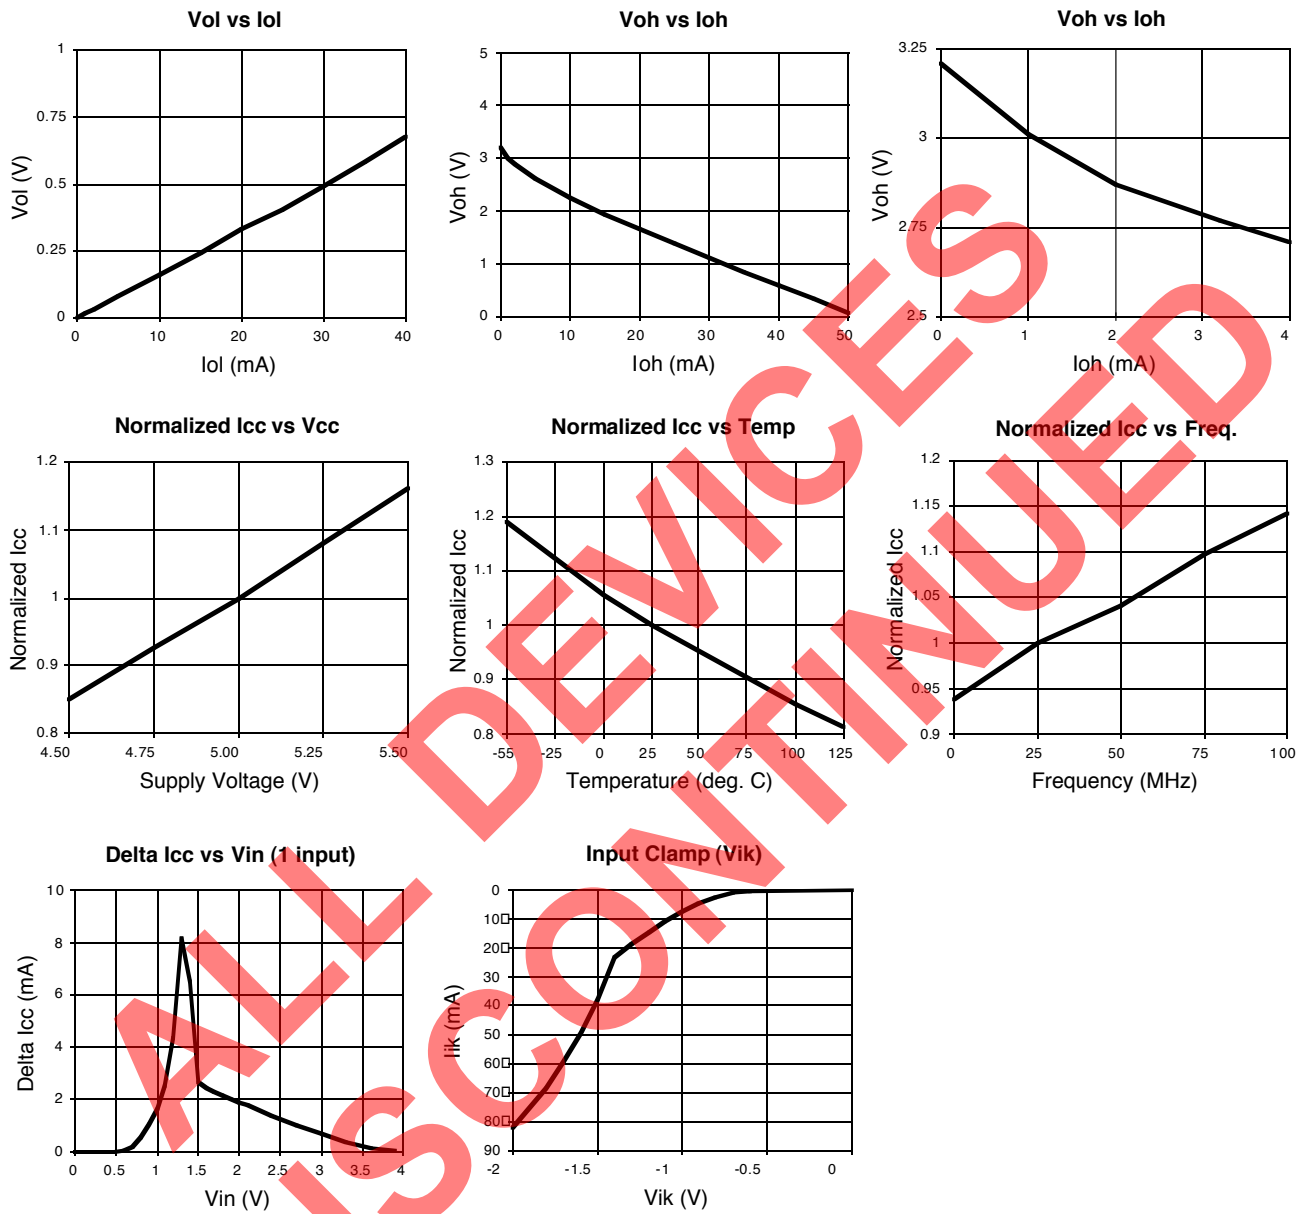 Vol vs Iol
Vol (V)
1
0.75
0.5
0.25
0
0 10 20 30 40
Iol (mA)
Voh vs Ioh
Voh (V)
5
4
3
2
1
0
0 10 20 30 40 50
Ioh (mA)
Voh vs Ioh
Voh (V)
3.25
3
2.75
2.5
0 1 2 3 4
Ioh (mA)
Normalized Icc vs Vcc
Normalized Icc
1.2
1.1
1
0.9
0.8
4.50 4.75 5.00 5.25 5.50
Supply Voltage (V)
Normalized Icc vs Temp
Normalized Icc
1.3
1.2
1.1
1
0.9
0.8
-55 -25 0 25 50 75 100 125
Temperature (deg. C)
Normalized Icc vs Freq.
Normalized Icc
1.2
1.15
1.1
1.05
1
0.95
0.9
0 25 50 75 100
Frequency (MHz)
Delta Icc vs Vin (1 input)
Delta Icc (mA)
10
8
6
4
2
0
0 0.5 1 1.5 2 2.5 3 3.5 4
Vin (V)
Input Clamp (Vik)
Iik (mA)
0
10
20
30
40
50
60
70
80
90
-2 -1.5 -1 -0.5 0
Vik (V)
ALL DEVICES
ISCONTINUED